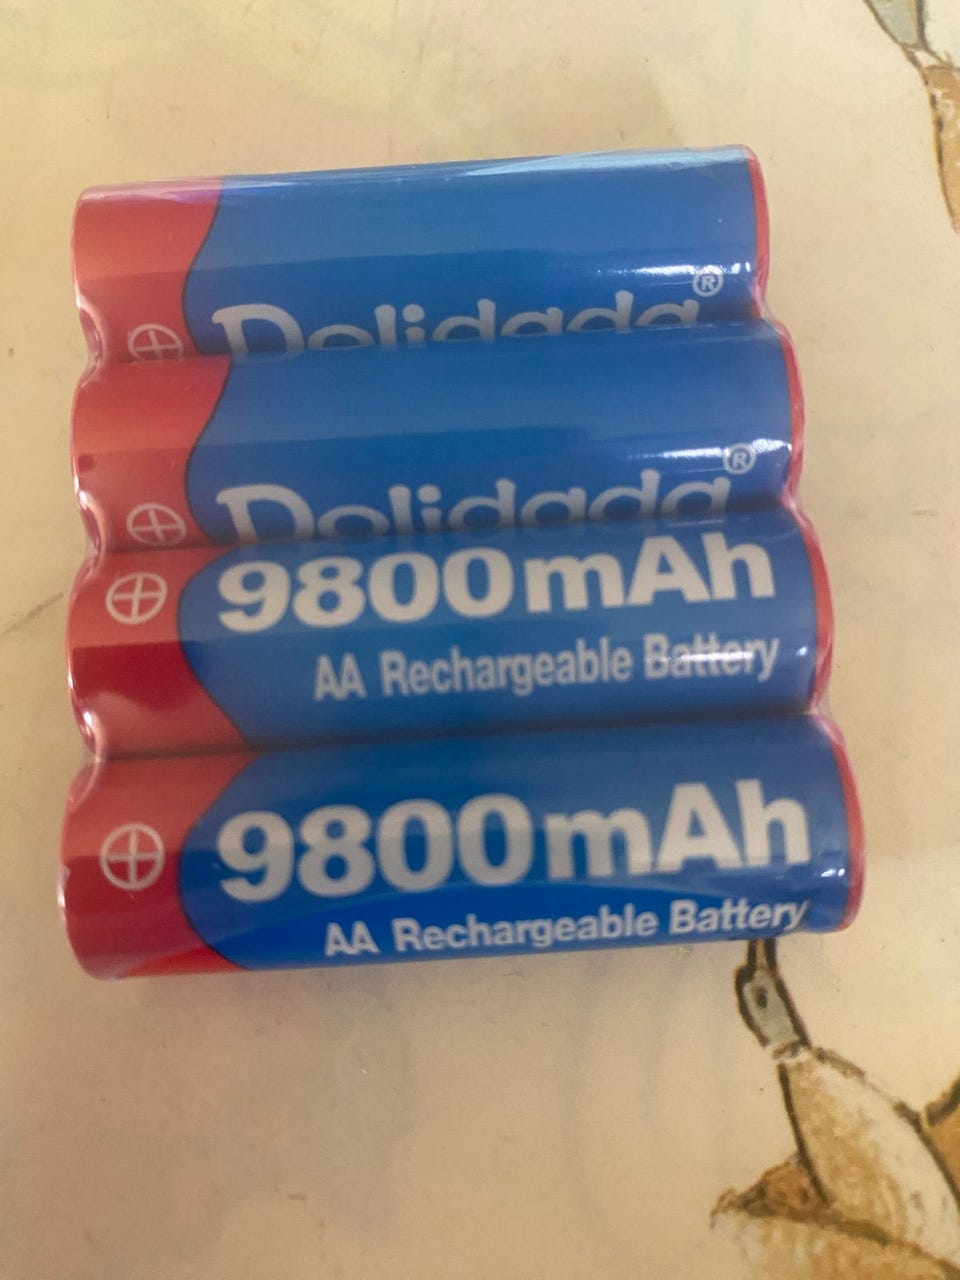 Dolidada®
Dolidada®
9800mAh
AA Rechargeable Battery
9800mAh
AA Rechargeable Battery